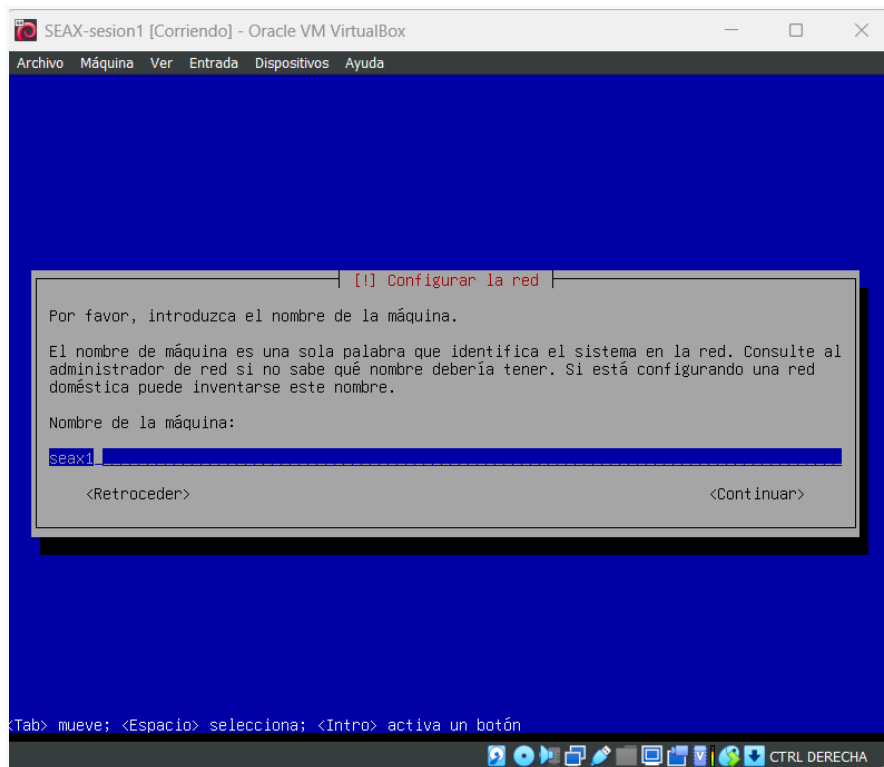 SEAX-sesion1 [Corriendo] - Oracle VM VirtualBox
Archivo Máquina Ver Entrada Dispositivos Ayuda
[!] Configurar la red
Por favor, introduzca el nombre de la máquina.
El nombre de máquina es una sola palabra que identifica el sistema en la red. Consulte al
administrador de red si no sabe qué nombre debería tener. Si está configurando una red
doméstica puede inventarse este nombre.
Nombre de la máquina:
seax1
<Retroceder> <Continuar>
<Tab> mueve; <Espacio> selecciona; <Intro> activa un botón
CTRL DERECHA